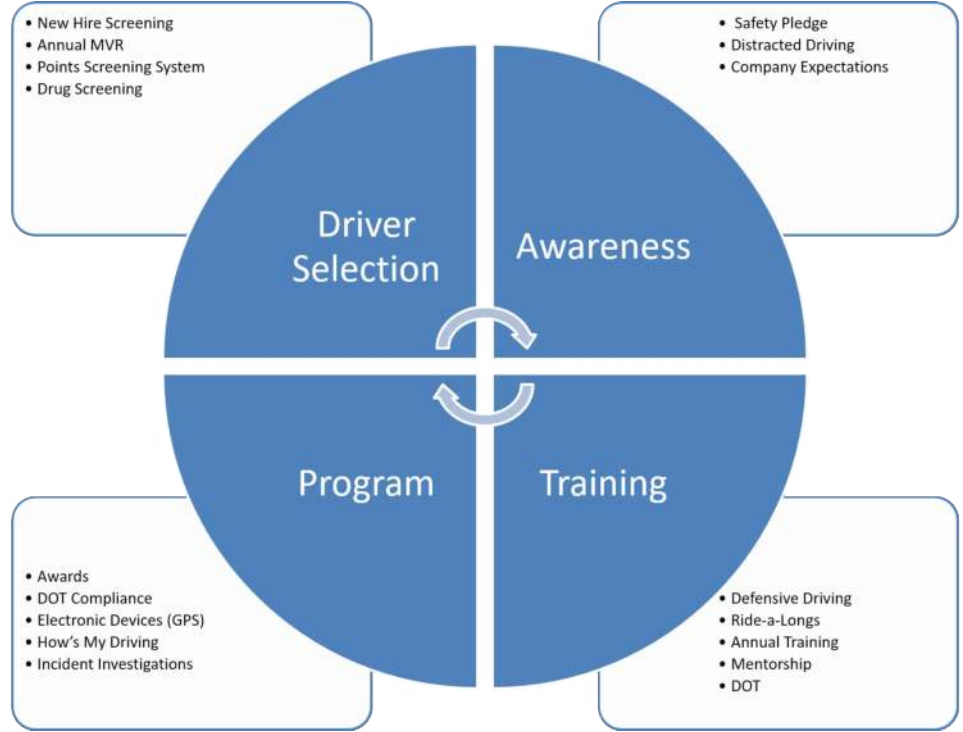 • New Hire Screening
• Annual MVR
• Points Screening System
• Drug Screening
• Safety Pledge
• Distracted Driving
• Company Expectations
Driver
Selection
Awareness
Program
Training
• Awards
• DOT Compliance
• Electronic Devices (GPS)
• How's My Driving
• Incident Investigations
• Defensive Driving
• Ride-a-Longs
• Annual Training
• Mentorship
• DOT